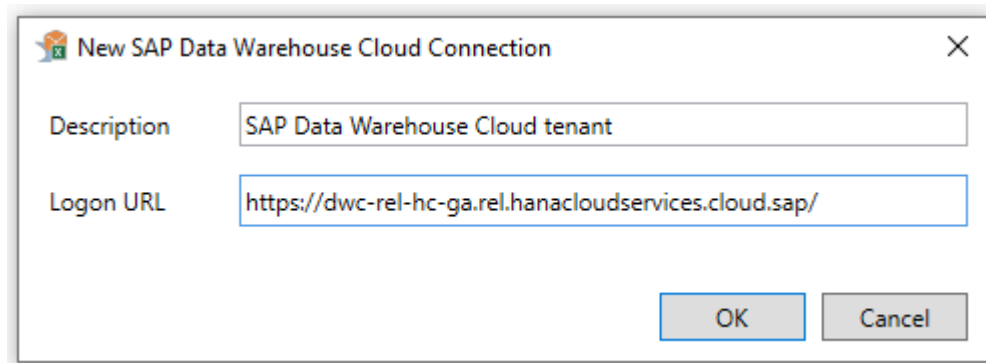 New SAP Data Warehouse Cloud Connection
Description SAP Data Warehouse Cloud tenant
Logon URL https://dwc-rel-hc-ga.rel.hanacloudservices.cloud.sap/
OK Cancel